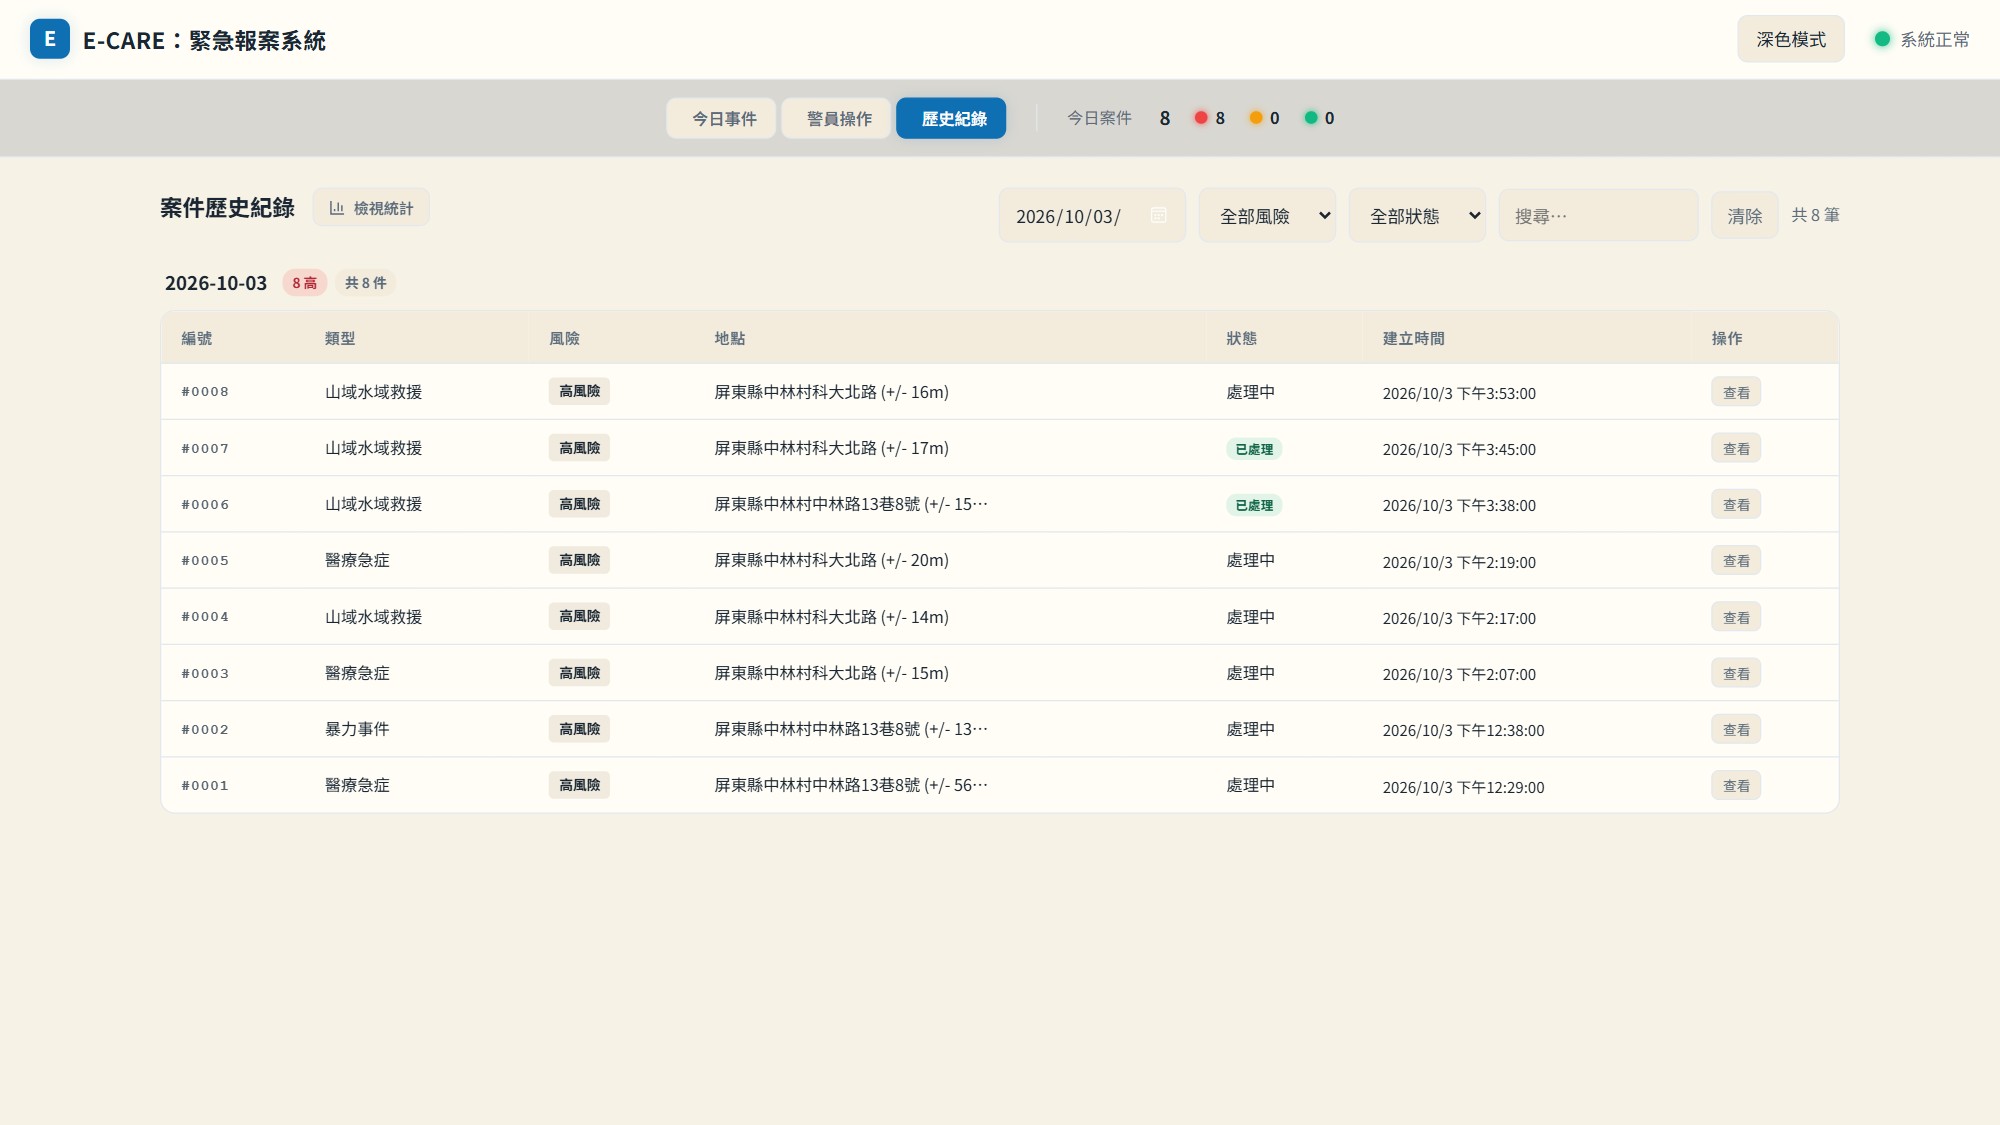 E E-CARE：緊急報案系統 深色模式 系統正常
今日事件 警員操作 歷史紀錄 今日案件 8 8 0 0
案件歷史紀錄 檢視統計 2026/10/03/ 全部風險 全部狀態 搜尋… 清除 共 8 筆
2026-10-03 8 高 共 8 件
編號 類型 風險 地點 狀態 建立時間 操作
#0008 山域水域救援 高風險 屏東縣中林村科大北路 (+/- 16m) 處理中 2026/10/3 下午3:53:00 查看
#0007 山域水域救援 高風險 屏東縣中林村科大北路 (+/- 17m) 已處理 2026/10/3 下午3:45:00 查看
#0006 山域水域救援 高風險 屏東縣中林村中林路13巷8號 (+/- 15… 已處理 2026/10/3 下午3:38:00 查看
#0005 醫療急症 高風險 屏東縣中林村科大北路 (+/- 20m) 處理中 2026/10/3 下午2:19:00 查看
#0004 山域水域救援 高風險 屏東縣中林村科大北路 (+/- 14m) 處理中 2026/10/3 下午2:17:00 查看
#0003 醫療急症 高風險 屏東縣中林村科大北路 (+/- 15m) 處理中 2026/10/3 下午2:07:00 查看
#0002 暴力事件 高風險 屏東縣中林村中林路13巷8號 (+/- 13… 處理中 2026/10/3 下午12:38:00 查看
#0001 醫療急症 高風險 屏東縣中林村中林路13巷8號 (+/- 56… 處理中 2026/10/3 下午12:29:00 查看